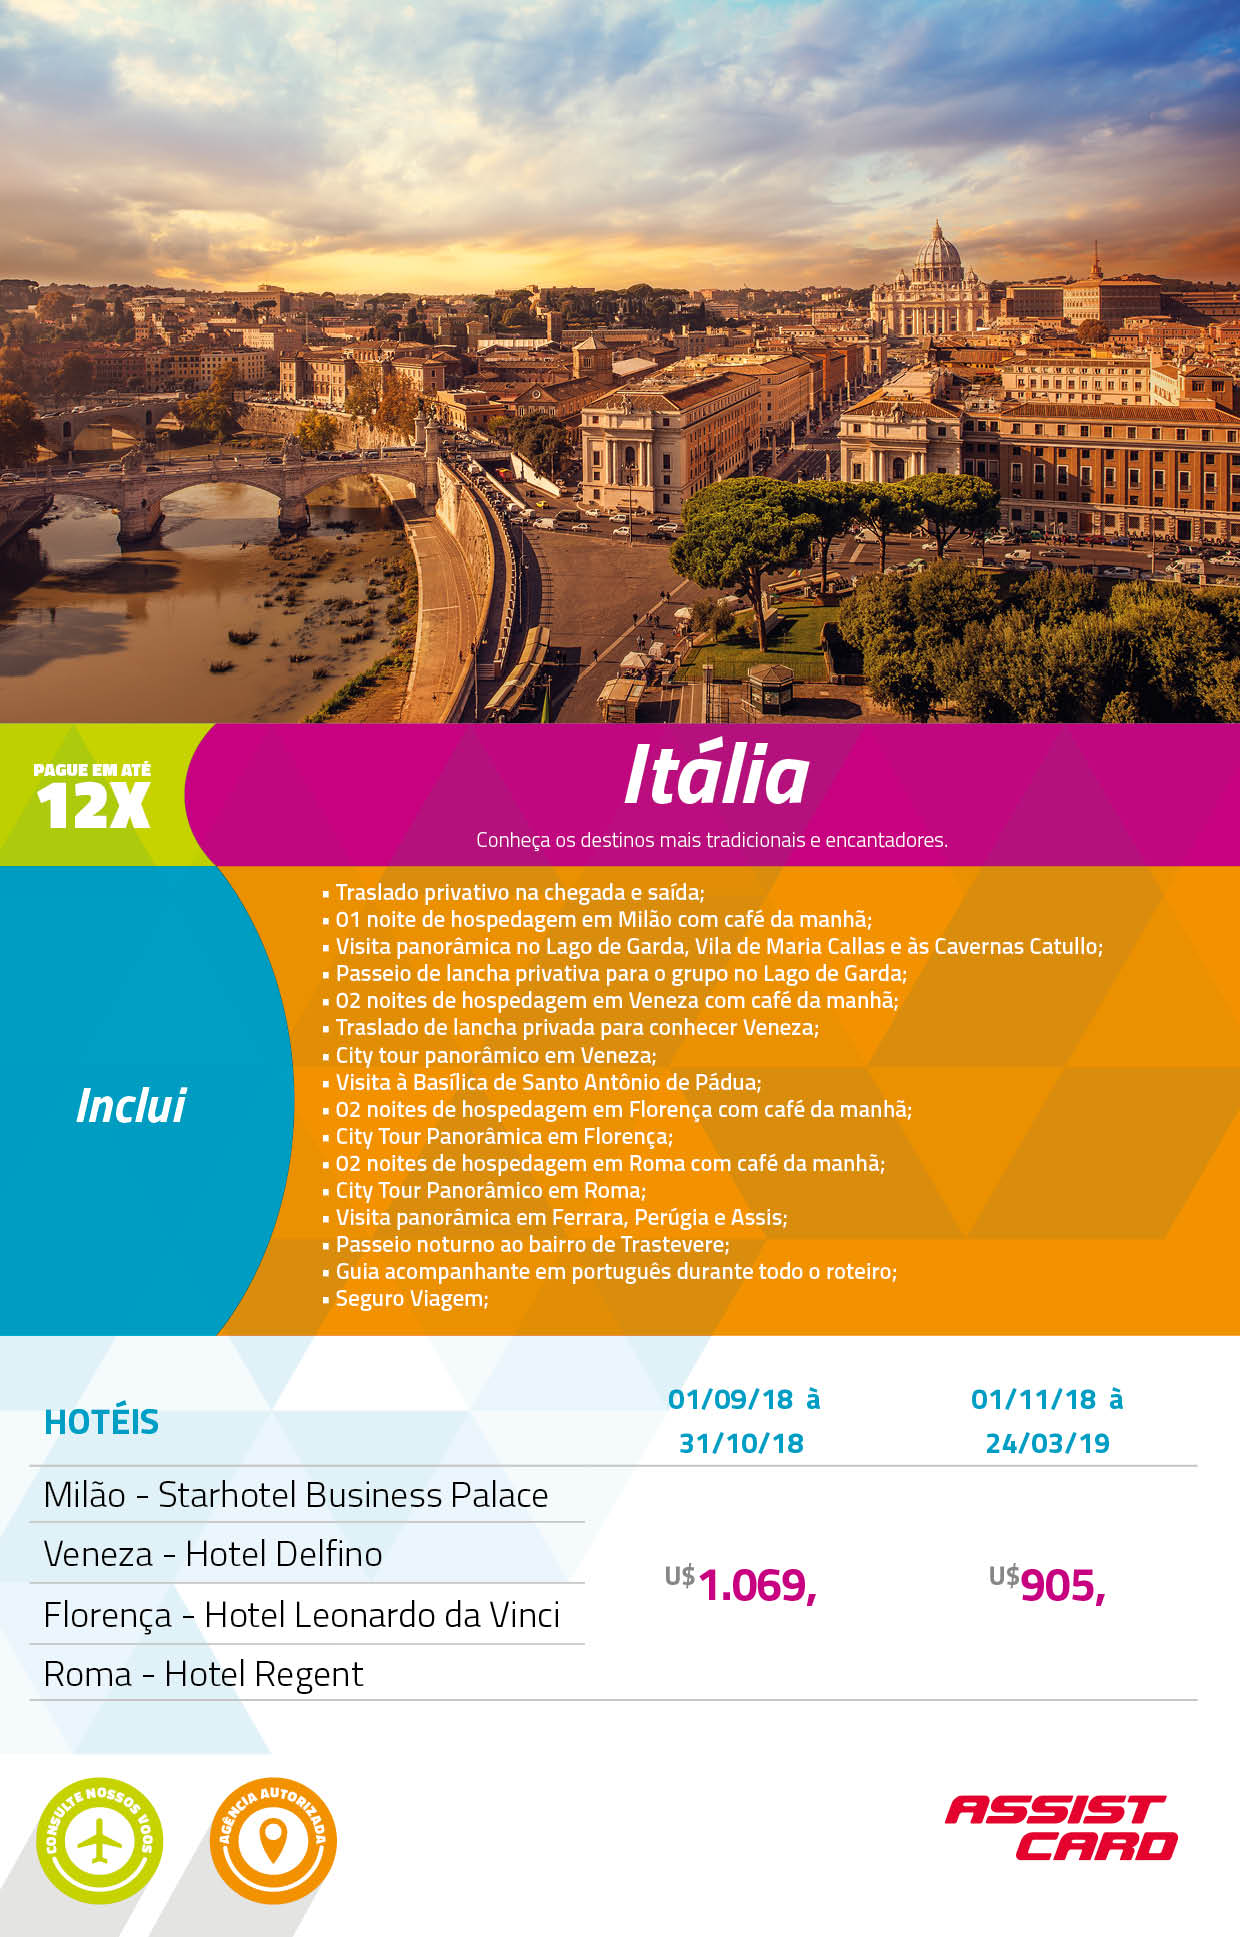 PAGUE EM ATÉ
12X
Itália
Conheça os destinos mais tradicionais e encantadores.
Inclui
• Traslado privativo na chegada e saída;
• 01 noite de hospedagem em Milão com café da manhã;
• Visita panorâmica no Lago de Garda, Vila de Maria Callas e às Cavernas Catullo;
• Passeio de lancha privativa para o grupo no Lago de Garda;
• 02 noites de hospedagem em Veneza com café da manhã;
• Traslado de lancha privada para conhecer Veneza;
• City tour panorâmico em Veneza;
• Visita à Basílica de Santo Antônio de Pádua;
• 02 noites de hospedagem em Florença com café da manhã;
• City Tour Panorâmica em Florença;
• 02 noites de hospedagem em Roma com café da manhã;
• City Tour Panorâmico em Roma;
• Visita panorâmica em Ferrara, Perúgia e Assis;
• Passeio noturno ao bairro de Trastevere;
• Guia acompanhante em português durante todo o roteiro;
• Seguro Viagem;
HOTÉIS
01/09/18 à
31/10/18
01/11/18 à
24/03/19
Milão - Starhotel Business Palace
Veneza - Hotel Delfino
Florença - Hotel Leonardo da Vinci
Roma - Hotel Regent
U$1.069,
U$905,
CONSULTE NOSSOS VOOS
AGÊNCIA AUTORIZADA
ASSIST
CARD